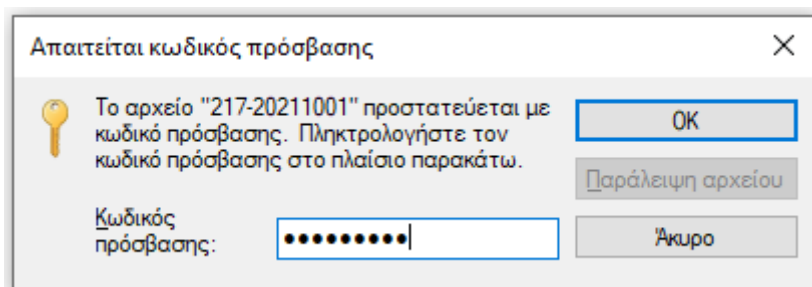 Απαιτείται κωδικός πρόσβασης
Το αρχείο "217-20211001" προστατεύεται με
κωδικό πρόσβασης. Πληκτρολογήστε τον
κωδικό πρόσβασης στο πλαίσιο παρακάτω.
OK
Παράλειψη αρχείου
Κωδικός
πρόσβασης:
●●●●●●●●●
Άκυρο